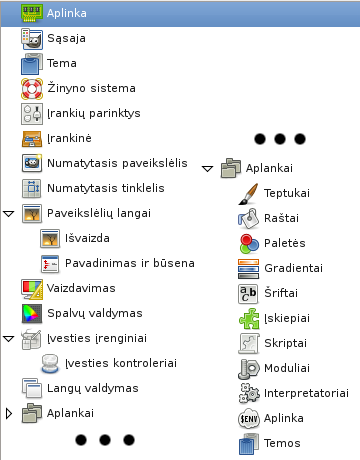 Aplinka
Sąsaja
Tema
Žinyno sistema
Įrankių parinktys
Įrankinė
Numatytasis paveikslėlis
Numatytasis tinklelis
Paveikslėlių langai
Išvaizda
Pavadinimas ir būsena
Vaizdavimas
Spalvų valdymas
Įvesties įrenginiai
Įvesties kontroleriai
Langų valdymas
Aplankai
Aplankai
Teptukai
Raštai
Paletės
Gradientai
Šriftai
Įskiepiai
Skriptai
Moduliai
Interpretatoriai
$ENV Aplinka
Temos